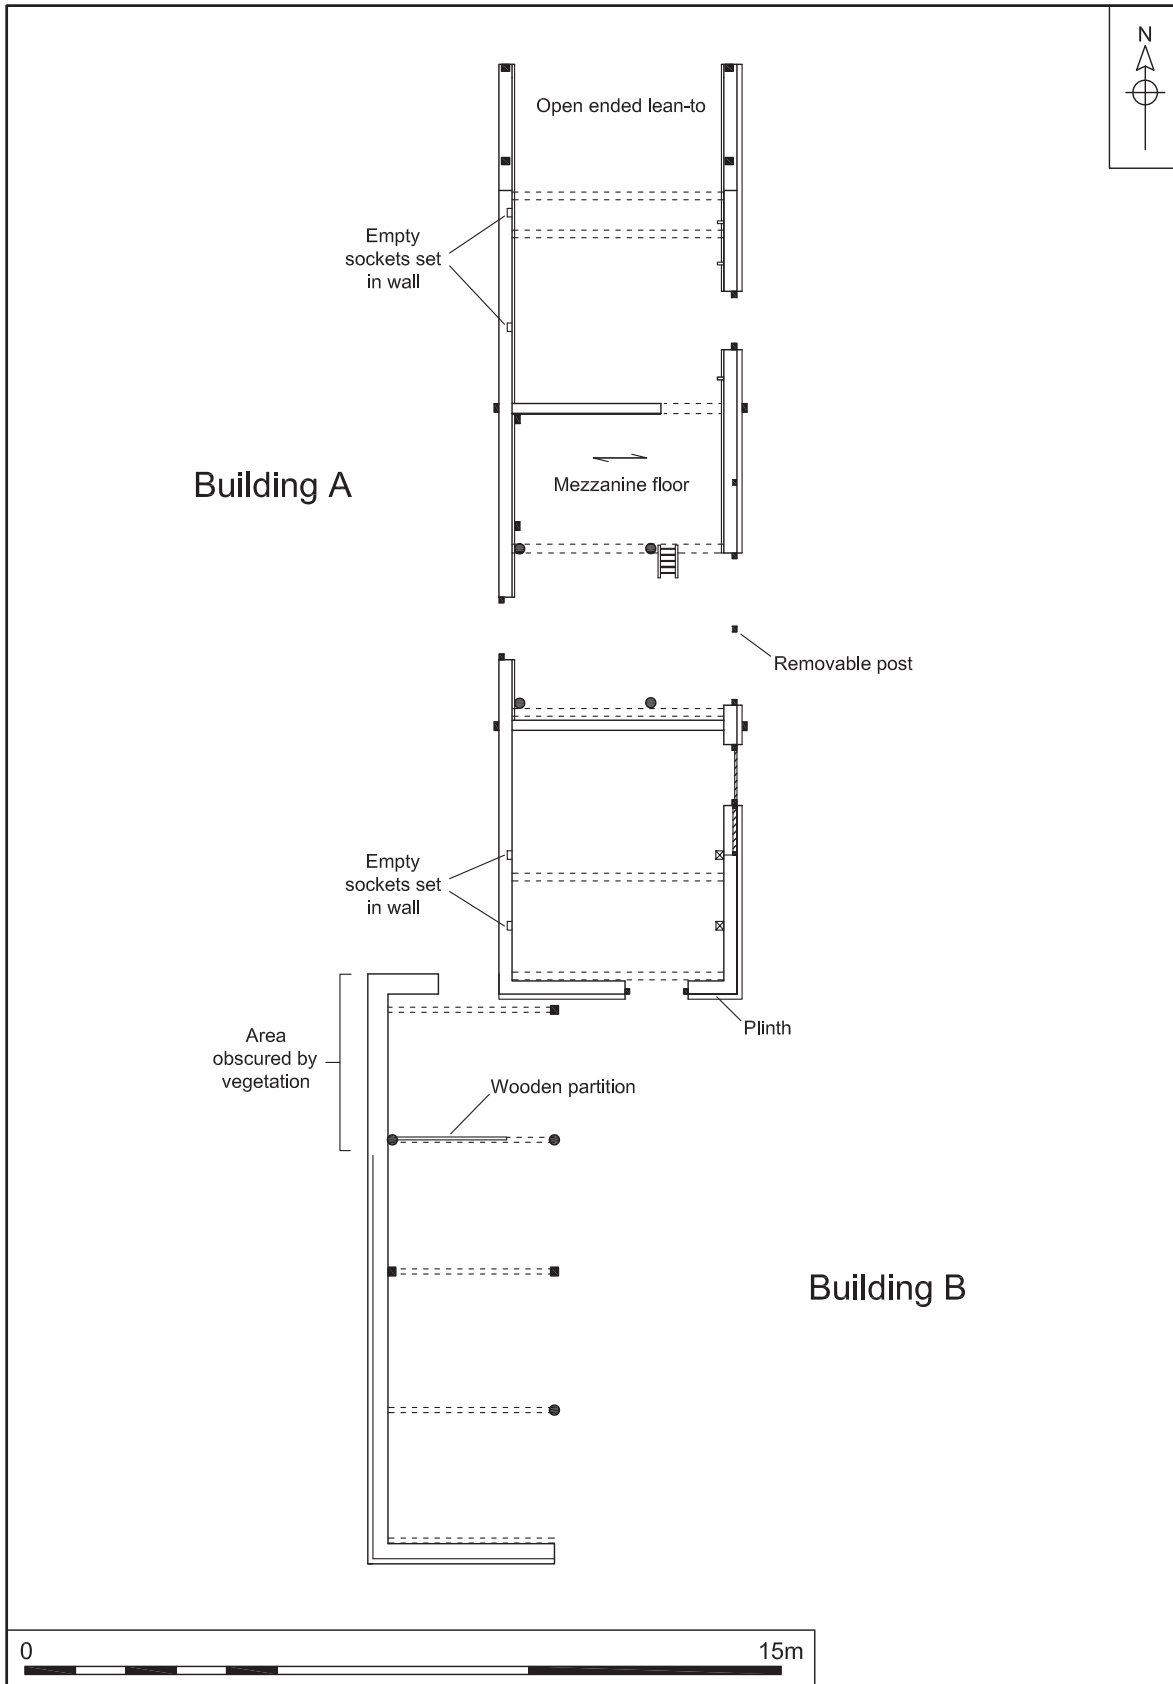 N
Open ended lean-to
Empty
sockets set
in wall
Building A
Mezzanine floor
Removable post
Empty
sockets set
in wall
Plinth
Area
obscured by
vegetation
Wooden partition
Building B
0
15m